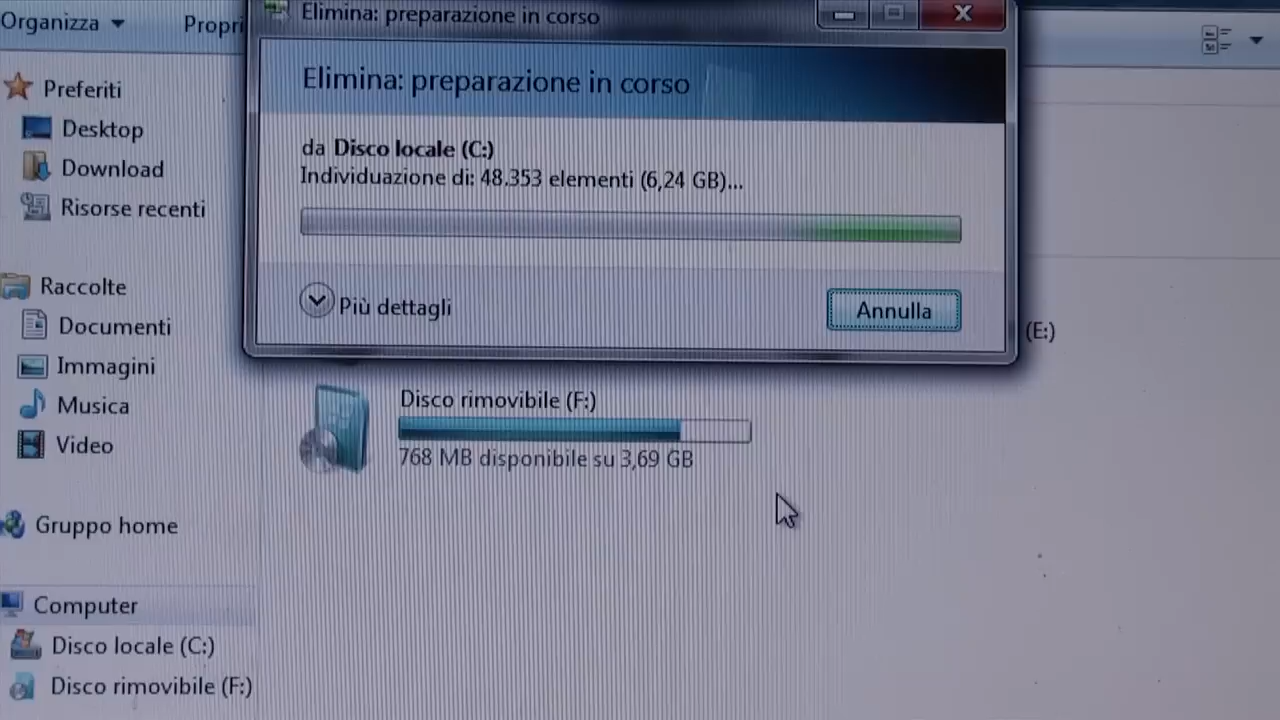 Organizza
Propri
Elimina: preparazione in corso
Elimina: preparazione in corso
da Disco locale (C:)
Individuazione di: 48.353 elementi (6,24 GB)...
Più dettagli
Annulla
Preferiti
Desktop
Download
Risorse recenti
Raccolte
Documenti
Immagini
Musica
Video
Gruppo home
Computer
Disco locale (C:)
Disco rimovibile (F:)
(E:)
Disco rimovibile (F:)
768 MB disponibile su 3,69 GB